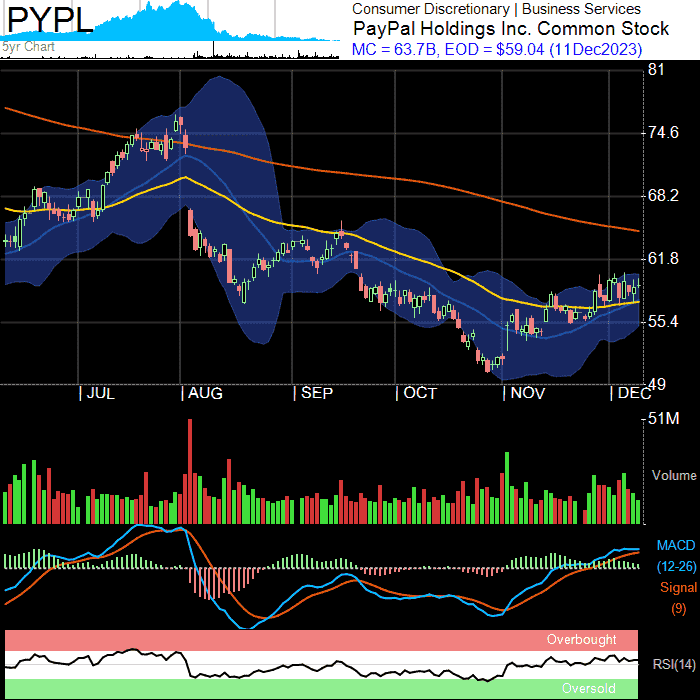 PYPL
5yr Chart
Consumer Discretionary | Business Services
PayPal Holdings Inc. Common Stock
MC = 63.7B, EOD = $59.04 (11Dec2023)
81
74.6
68.2
61.8
55.4
49
JUL
AUG
SEP
OCT
NOV
DEC
51M
Volume
MACD
(12-26)
Signal
(9)
Overbought
RSI(14)
Oversold